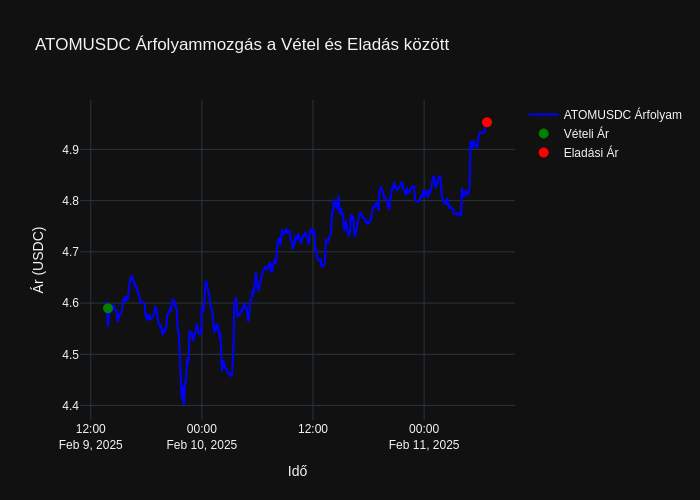 ATOMUSDC Árfolyammozgás a Vétel és Eladás között
ATOMUSDC Árfolyam
Vételi Ár
Eladási Ár
Ár (USDC)
4.9
4.8
4.7
4.6
4.5
4.4
12:00
Feb 9, 2025
00:00
Feb 10, 2025
12:00
00:00
Feb 11, 2025
Idő